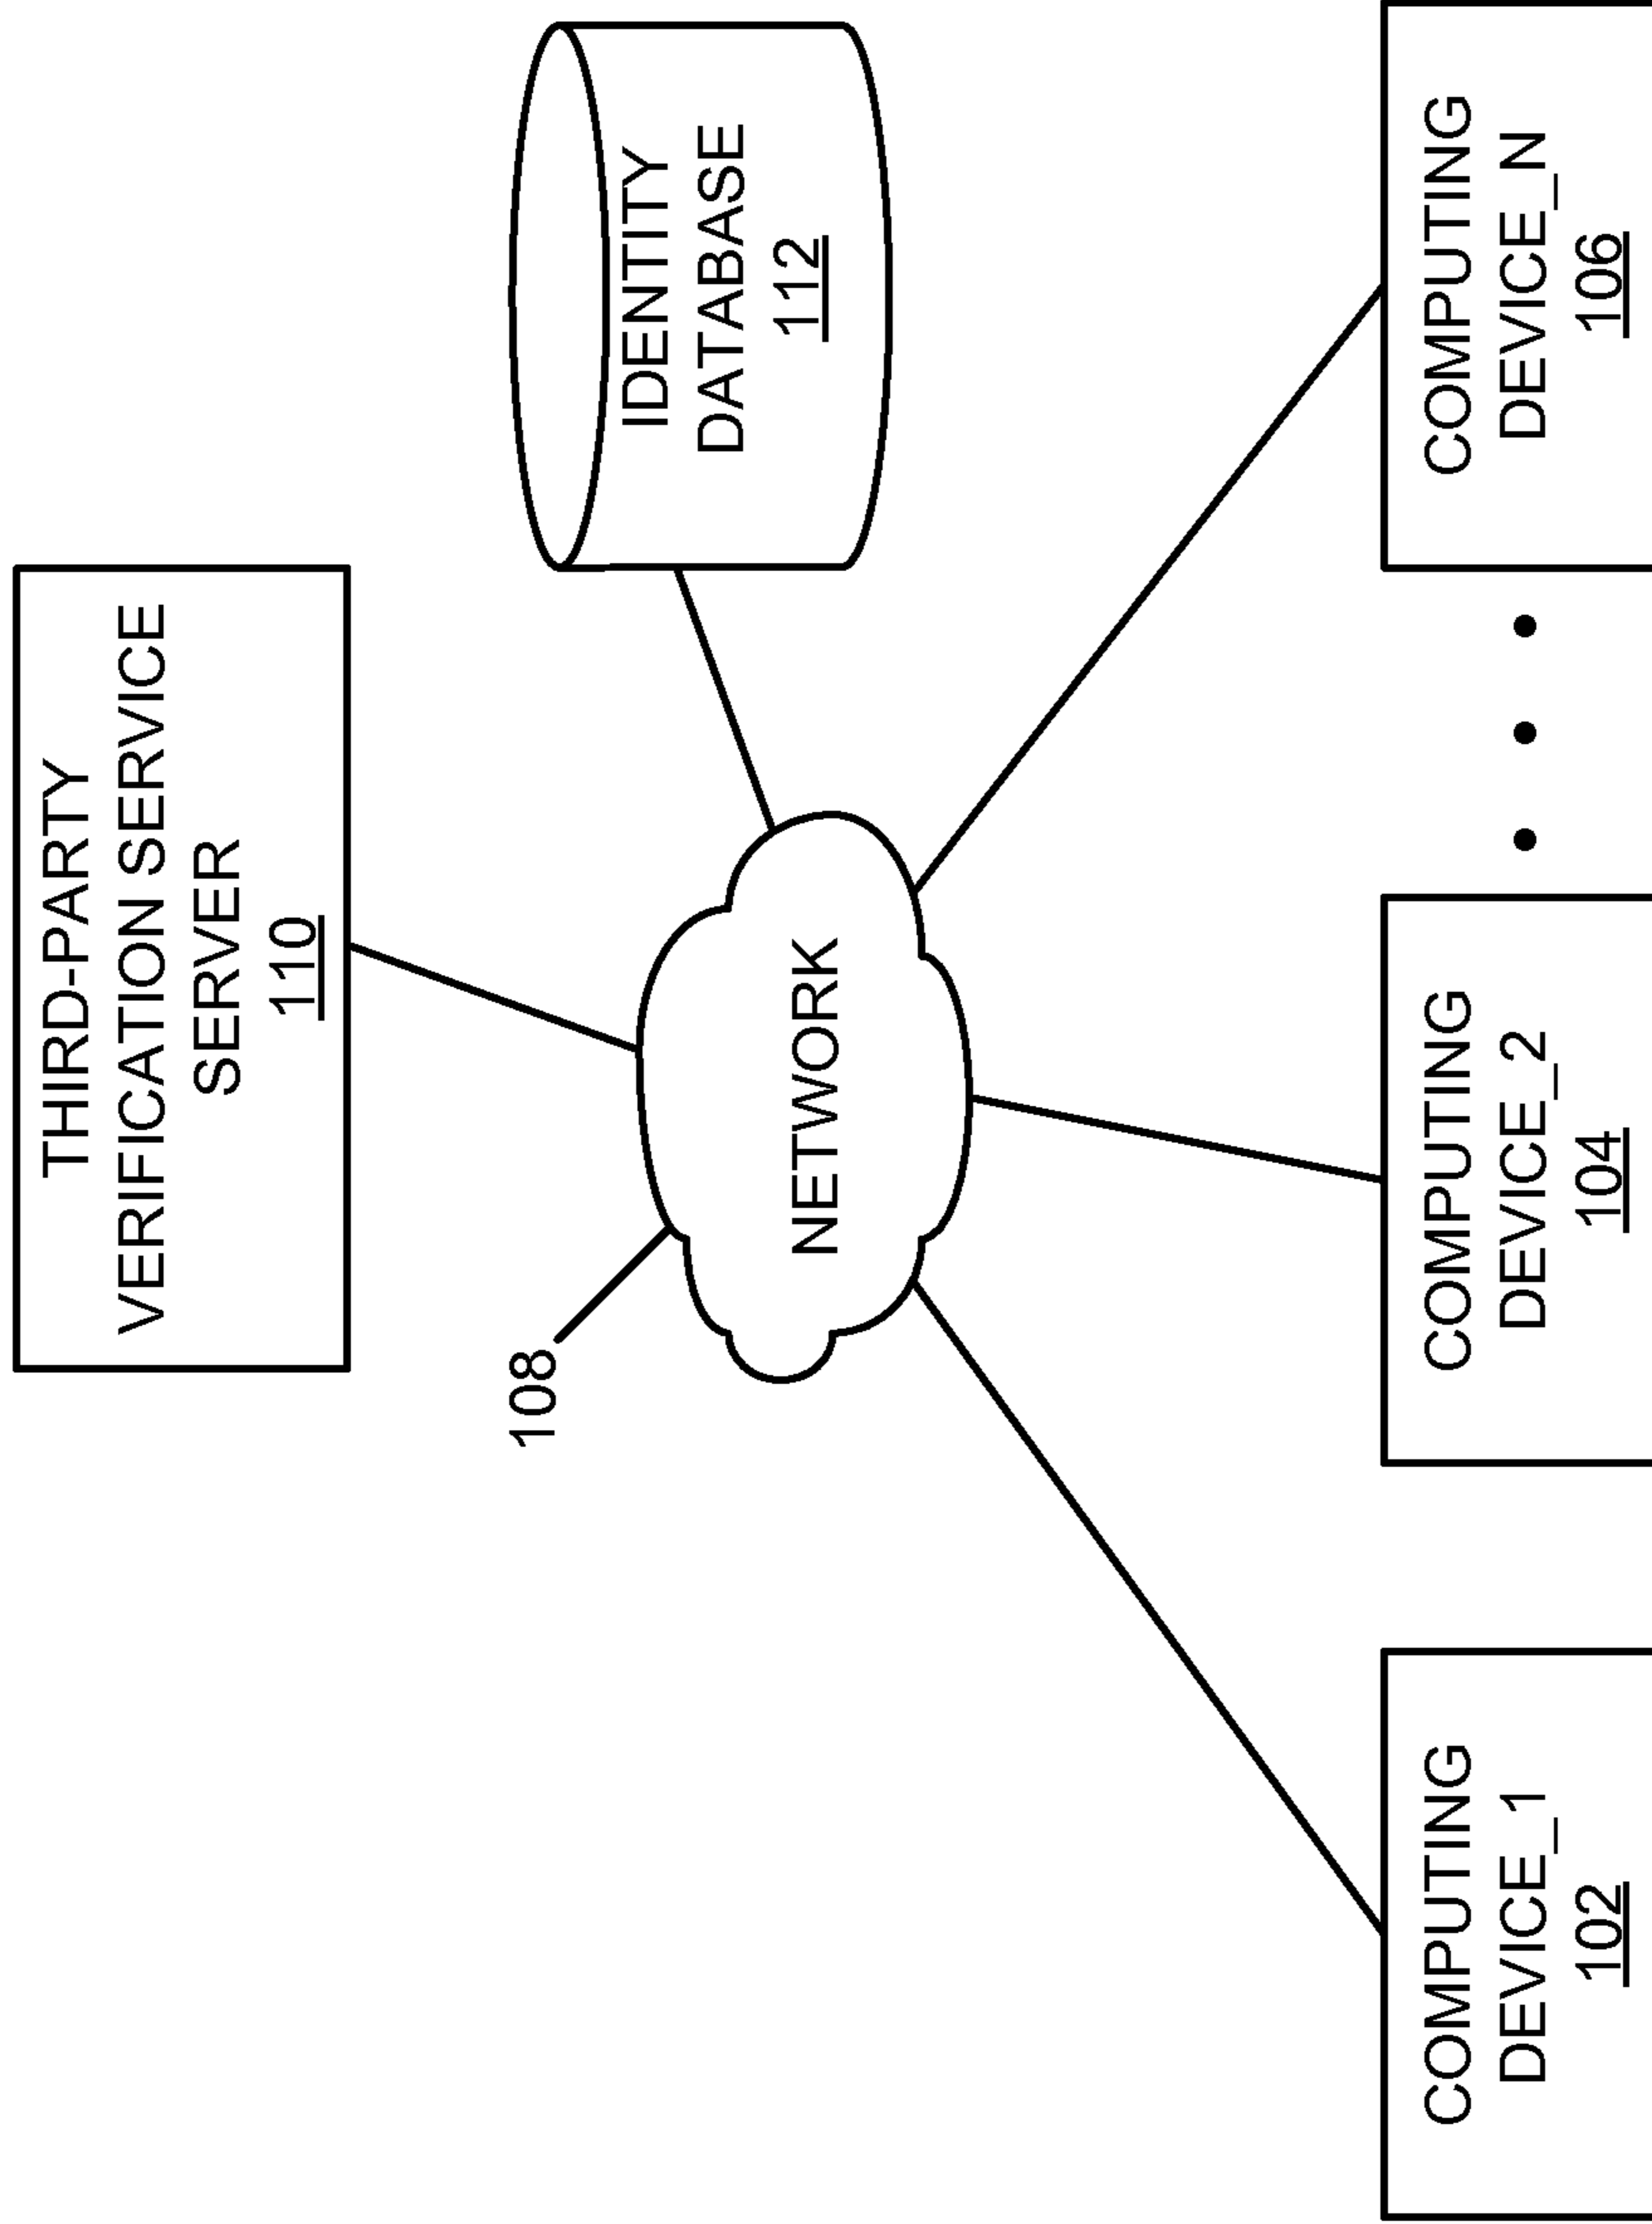 THIRD-PARTY
VERIFICATION SERVICE
SERVER
110
108
IDENTITY
DATABASE
112
NETWORK
COMPUTING
DEVICE_1
102
COMPUTING
DEVICE_2
104
COMPUTING
DEVICE_N
106